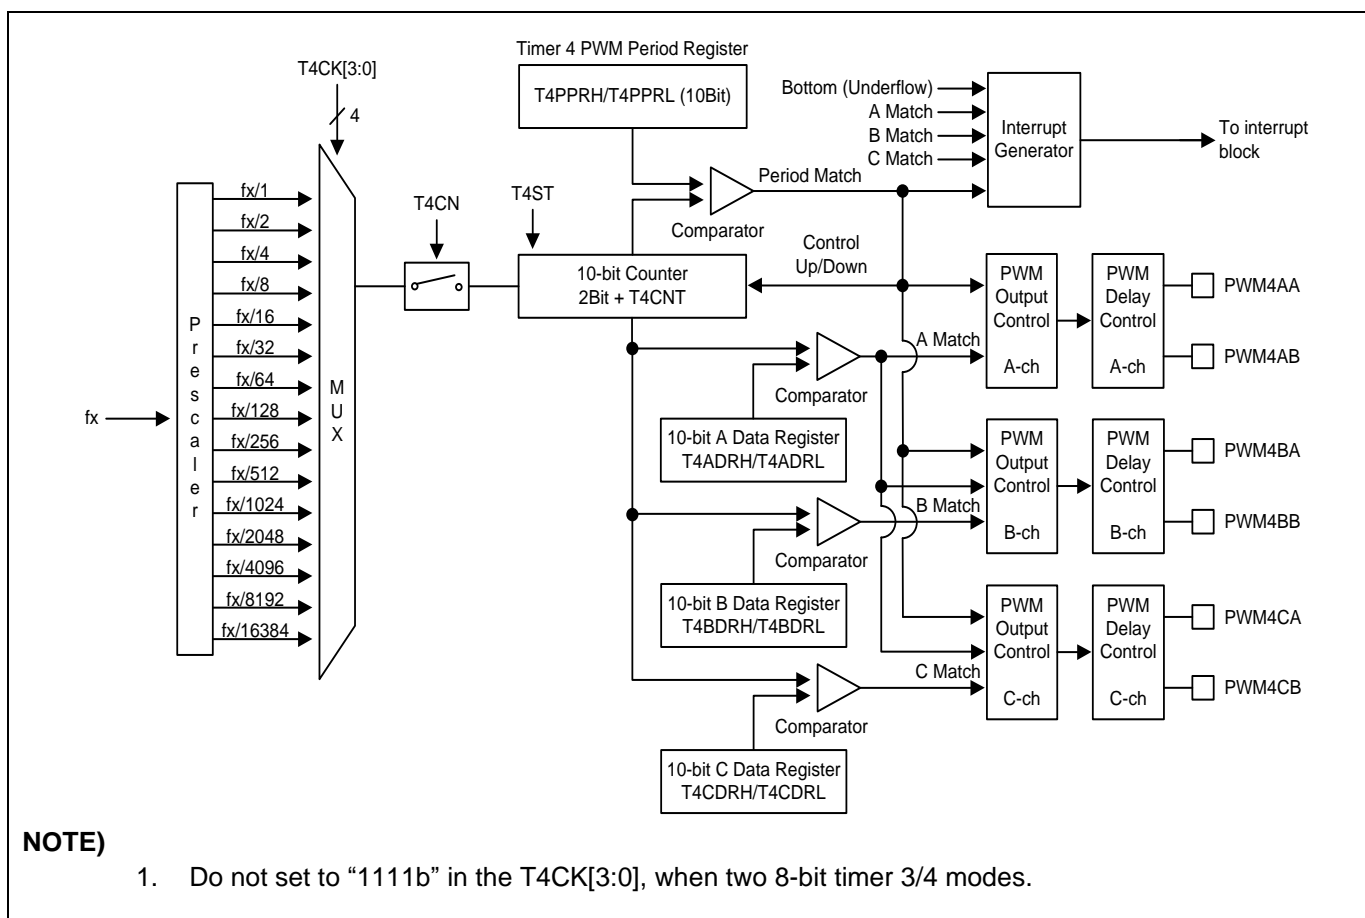 Timer 4 PWM Period Register
T4PPRH/T4PPRL (10Bit)
T4CK[3:0]
4
Bottom (Underflow)
A Match
B Match
C Match
Interrupt
Generator
To interrupt
block
Period Match
Comparator
fx
Prescaler
fx/1
fx/2
fx/4
fx/8
fx/16
fx/32
fx/64
fx/128
fx/256
fx/512
fx/1024
fx/2048
fx/4096
fx/8192
fx/16384
MUX
T4CN
T4ST
10-bit Counter
2Bit + T4CNT
Control
Up/Down
A Match
Comparator
10-bit A Data Register
T4ADRH/T4ADRL
PWM
Output
Control
A-ch
PWM
Delay
Control
A-ch
PWM4AA
PWM4AB
B Match
Comparator
10-bit B Data Register
T4BDRH/T4BDRL
PWM
Output
Control
B-ch
PWM
Delay
Control
B-ch
PWM4BA
PWM4BB
C Match
Comparator
10-bit C Data Register
T4CDRH/T4CDRL
PWM
Output
Control
C-ch
PWM
Delay
Control
C-ch
PWM4CA
PWM4CB
NOTE)
1. Do not set to “1111b” in the T4CK[3:0], when two 8-bit timer 3/4 modes.